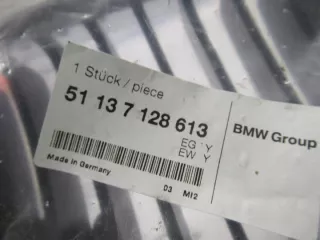 1 Stück / piece
51 13 7 128 613
EG Y
EW Y
BMW Group
Made in Germany
03 M12